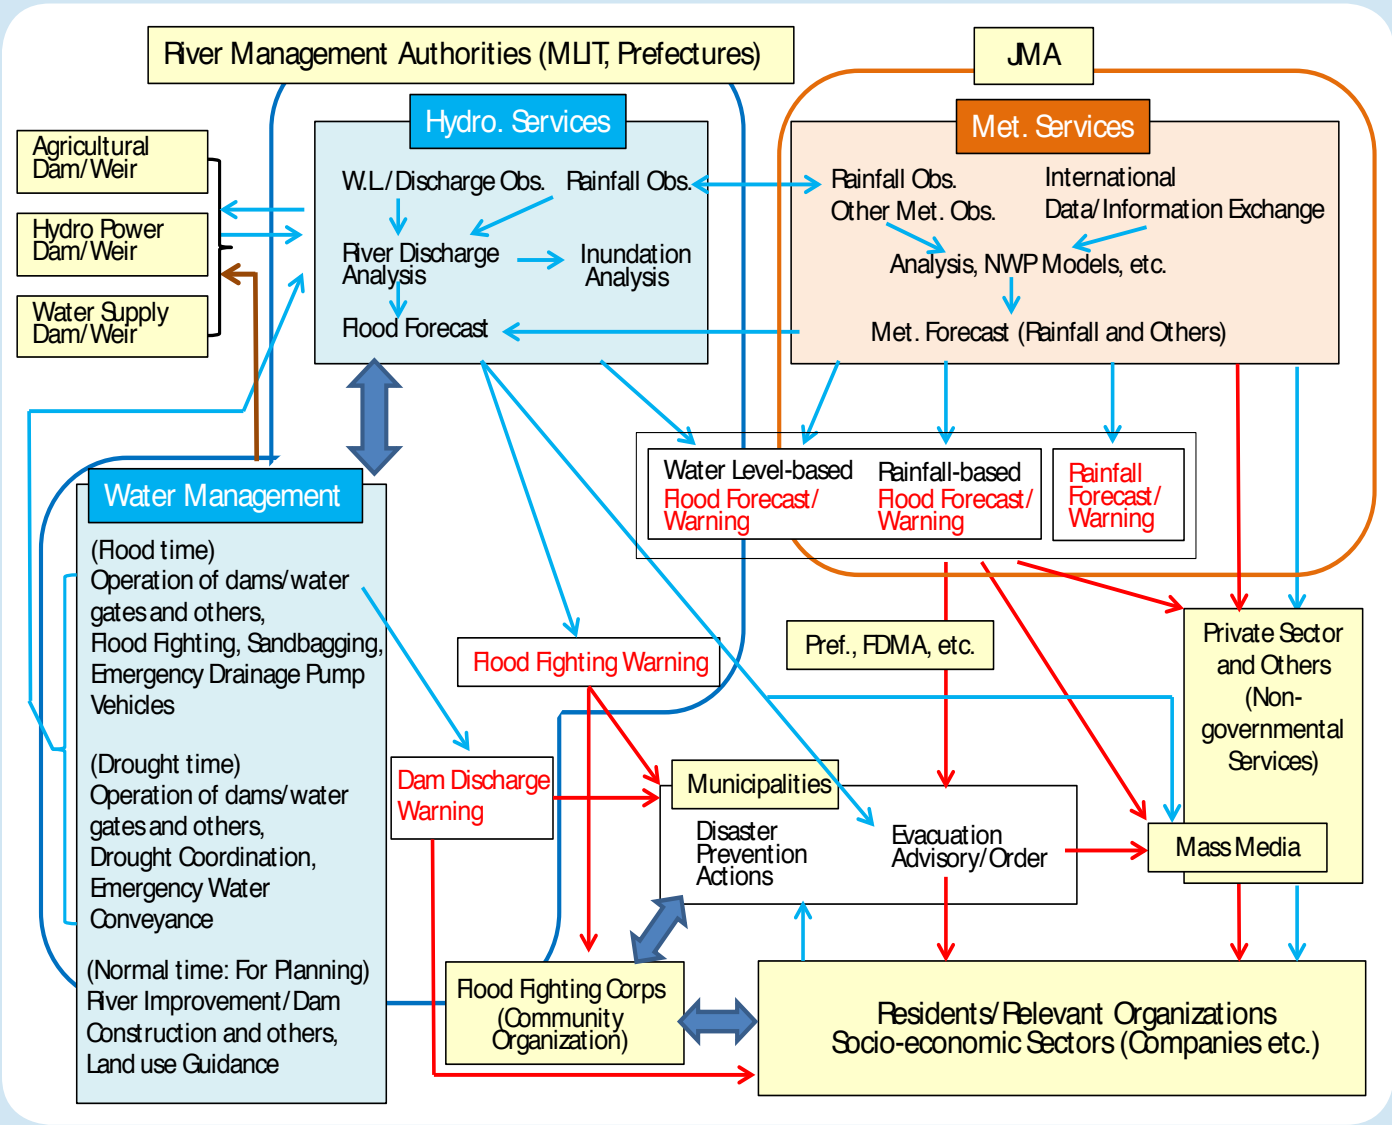 River Management Authorities (MLIT, Prefectures)
JMA
Hydro. Services
Met. Services
Agricultural
Dam/Weir
Hydro Power
Dam/Weir
Water Supply
Dam/Weir
W.L./Discharge Obs.
Rainfall Obs.
River Discharge
Analysis
Inundation
Analysis
Flood Forecast
Rainfall Obs.
Other Met. Obs.
International
Data/Information Exchange
Analysis, NWP Models, etc.
Met. Forecast (Rainfall and Others)
Water Level-based
Flood Forecast/
Warning
Rainfall-based
Flood Forecast/
Warning
Rainfall
Forecast/
Warning
Water Management
(Flood time)
Operation of dams/water
gates and others,
Flood Fighting, Sandbagging,
Emergency Drainage Pump
Vehicles
(Drought time)
Operation of dams/water
gates and others,
Drought Coordination,
Emergency Water
Conveyance
(Normal time: For Planning)
River Improvement/Dam
Construction and others,
Land use Guidance
Flood Fighting Warning
Pref., FDMA, etc.
Private Sector
and Others
(Non-
governmental
Services)
Dam Discharge
Warning
Municipalities
Disaster
Prevention
Actions
Evacuation
Advisory/Order
Mass Media
Flood Fighting Corps
(Community
Organization)
Residents/Relevant Organizations
Socio-economic Sectors (Companies etc.)